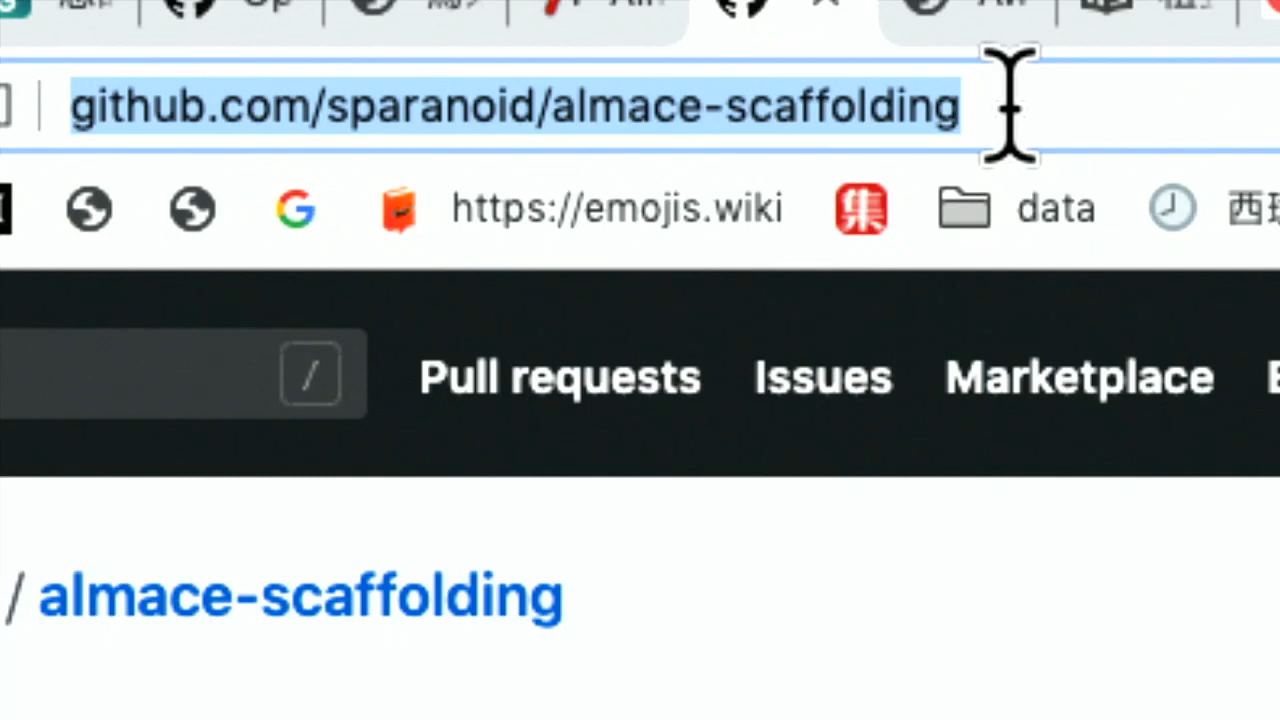 github.com/sparanoid/almace-scaffolding
https://emojis.wiki 集 data 西
/ Pull requests Issues Marketplace
/ almace-scaffolding